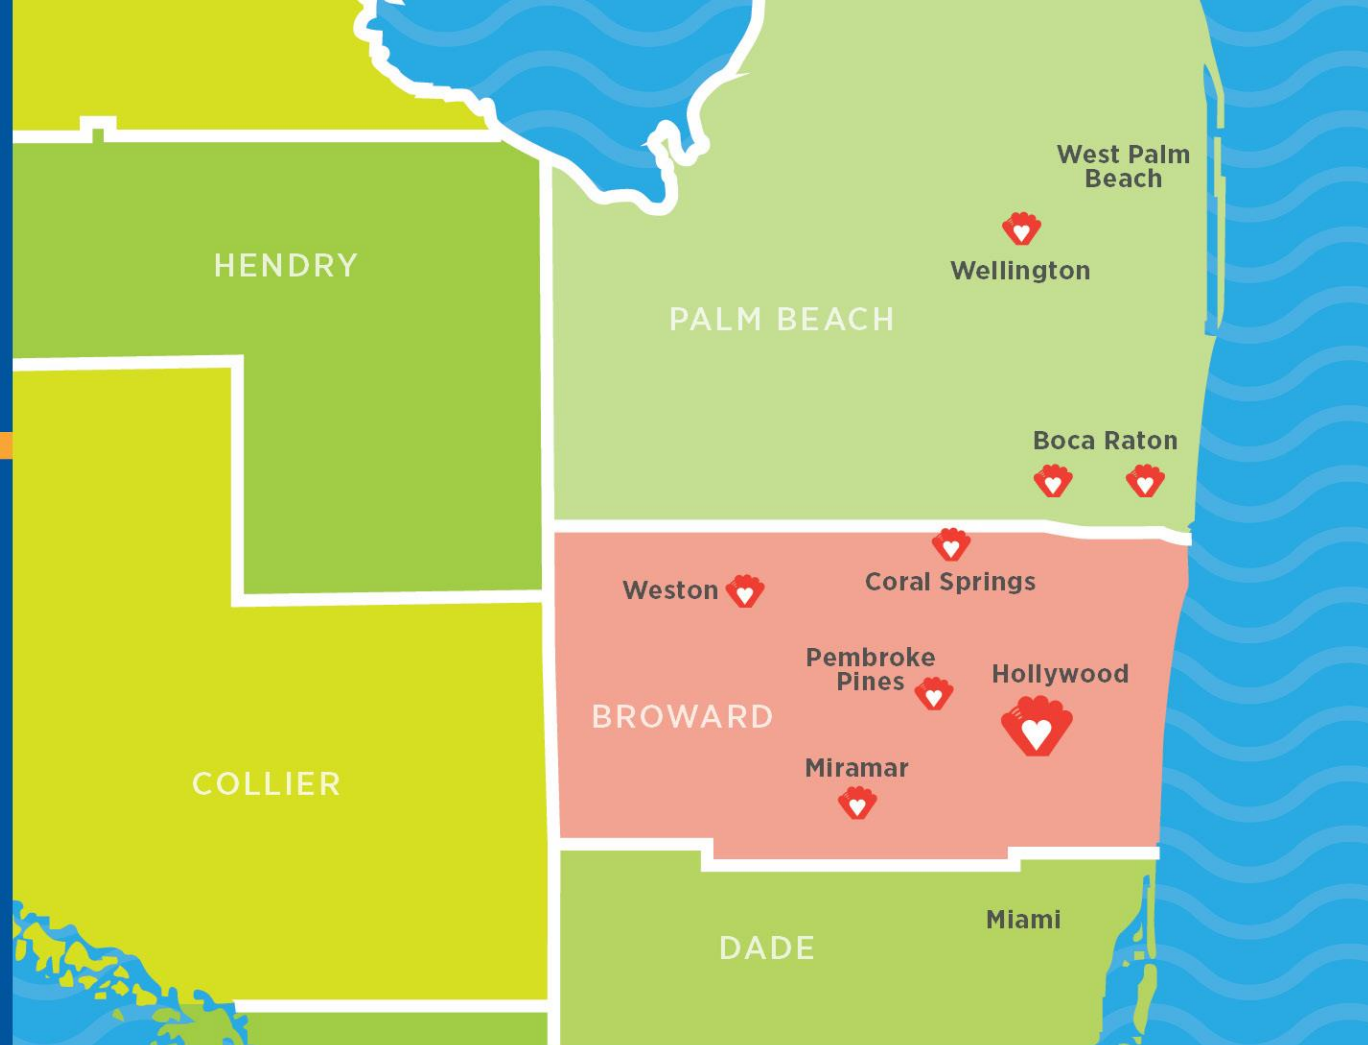 West Palm
Beach
HENDRY
Wellington
PALM BEACH
Boca Raton
Coral Springs
Weston
Pembroke
Pines
Hollywood
BROWARD
Miramar
COLLIER
Miami
DADE